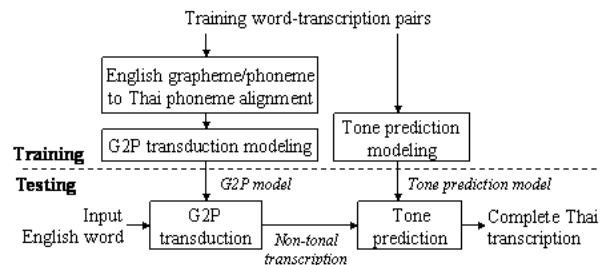 Training word-transcription pairs
English grapheme/phoneme
to Thai phoneme alignment
G2P transduction modeling
Tone prediction
modeling
Training
Testing
G2P model
Tone prediction model
Input
English word
G2P
transduction
Non-tonal
transcription
Tone
prediction
Complete Thai
transcription